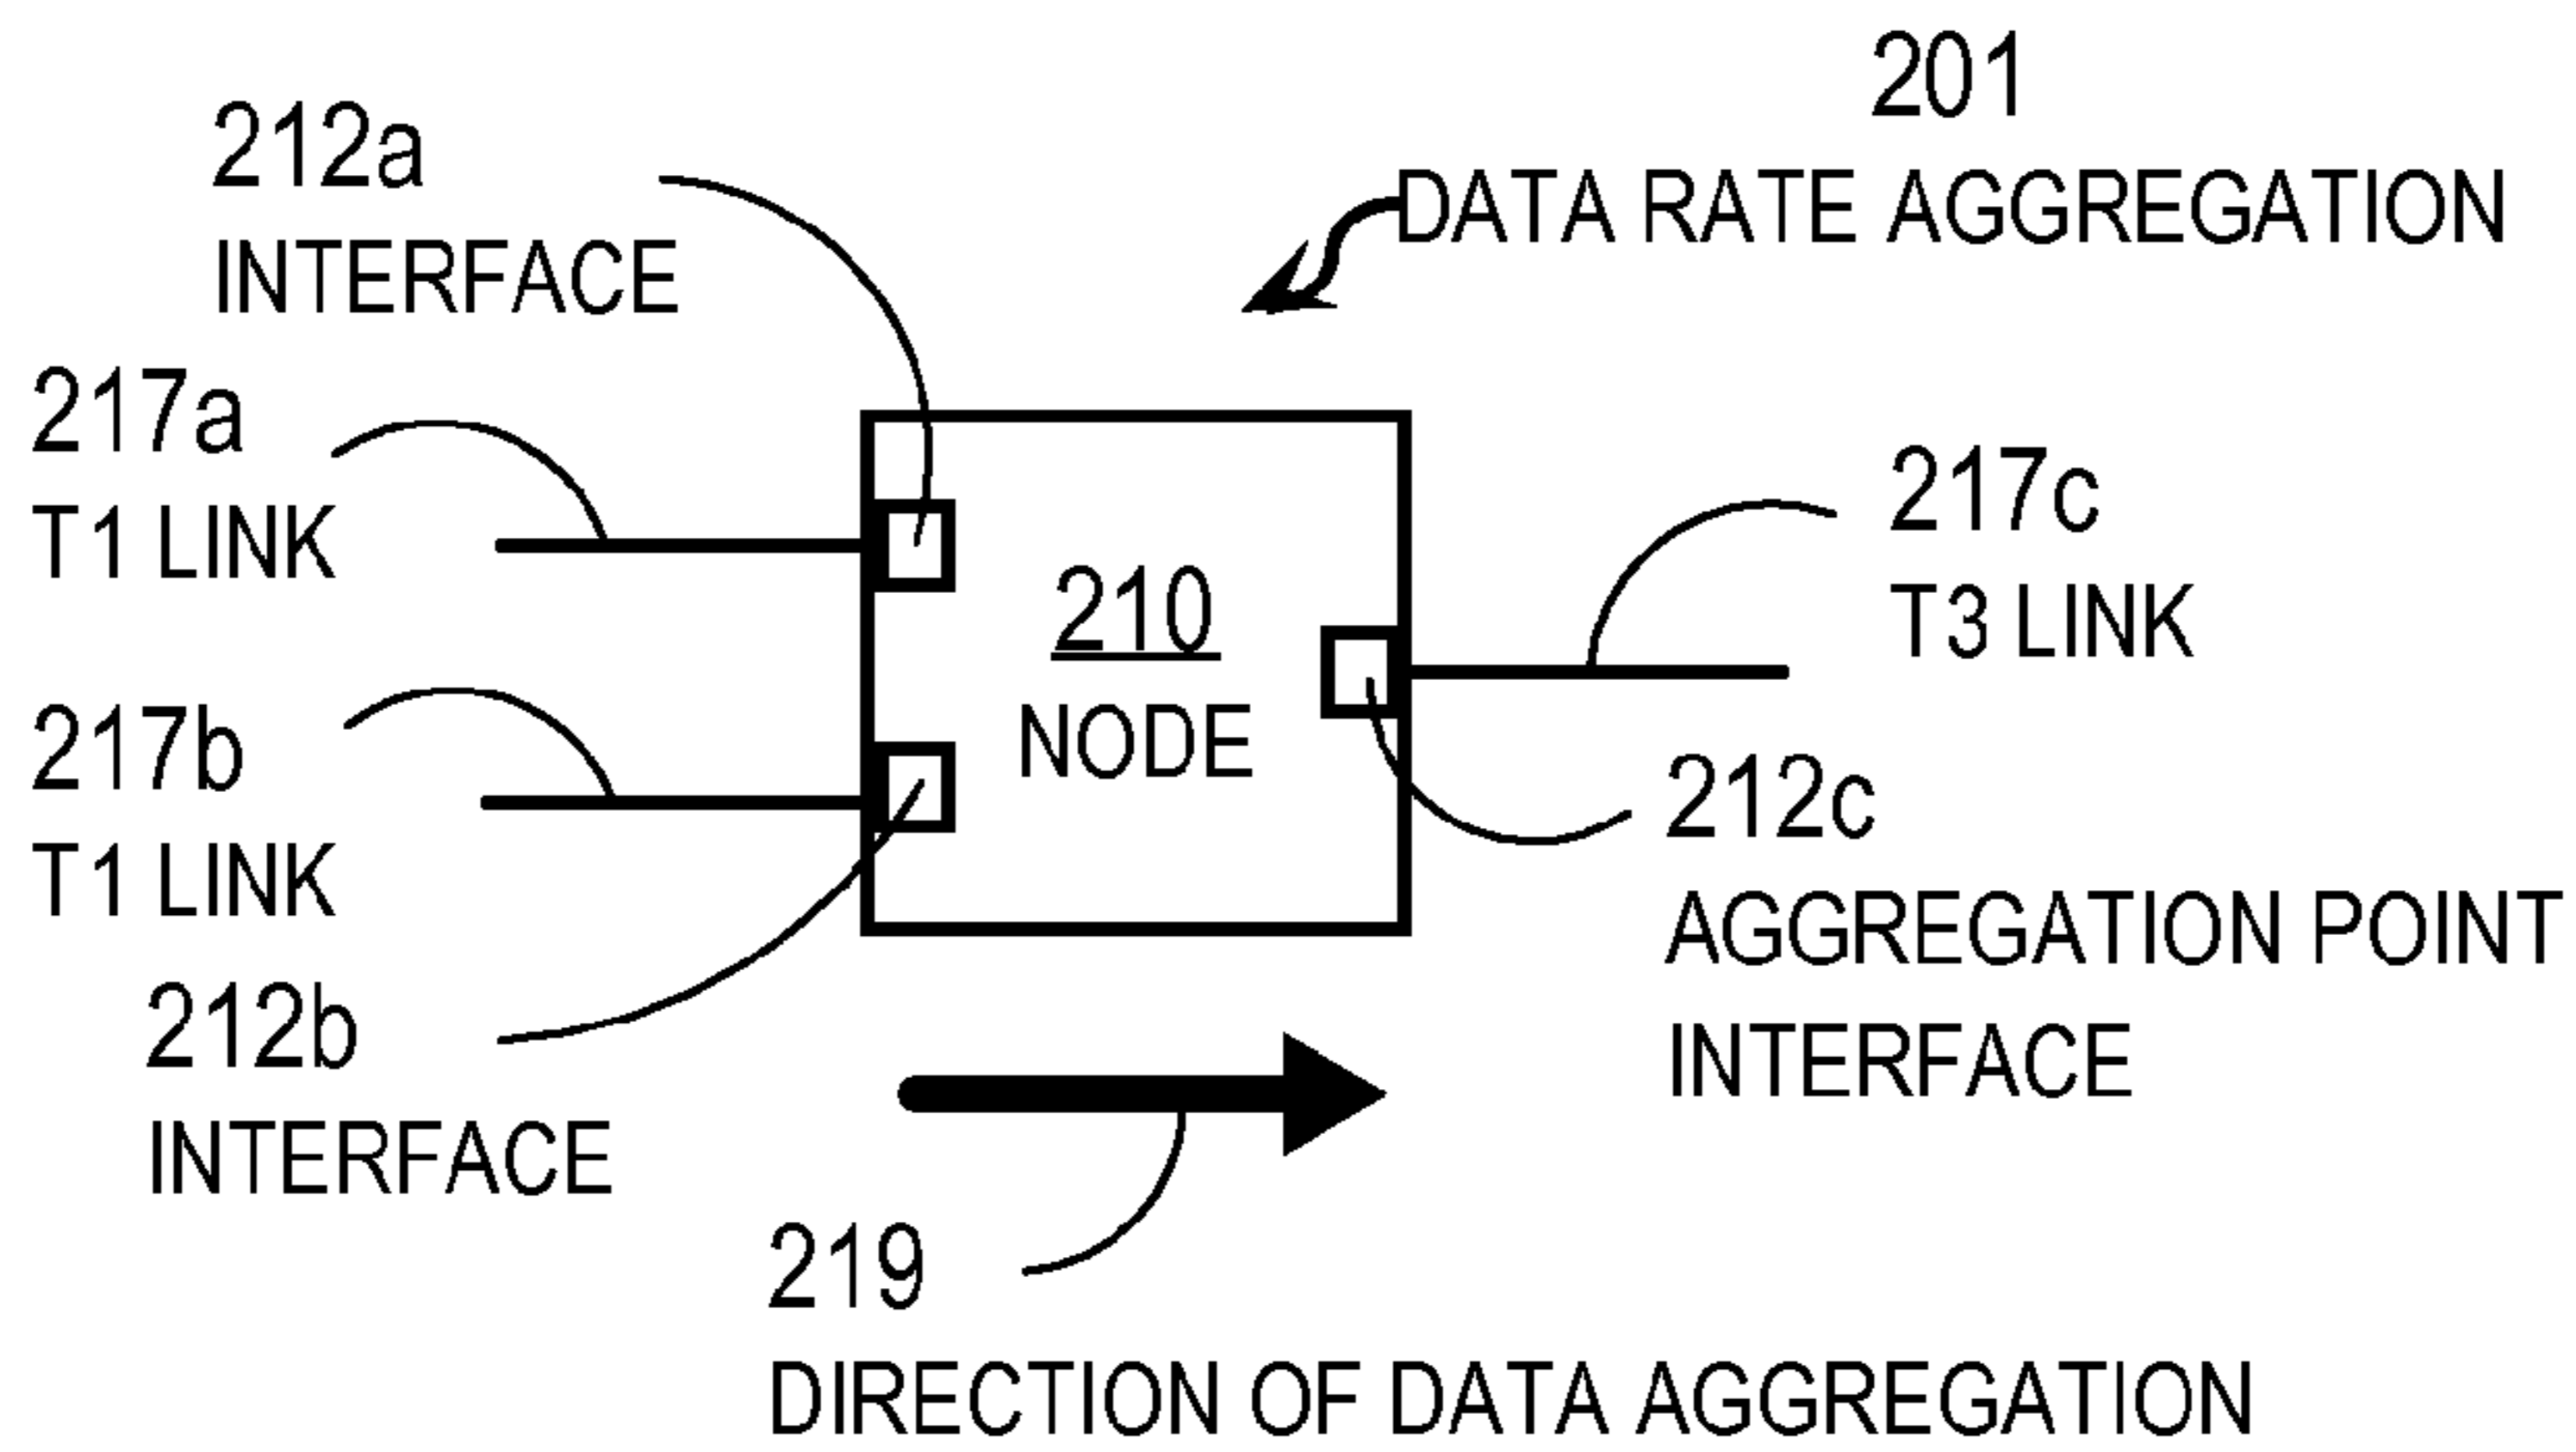 201
DATA RATE AGGREGATION
212a
INTERFACE
217a
T1 LINK
217c
T3 LINK
210
NODE
217b
T1 LINK
212c
AGGREGATION POINT
INTERFACE
212b
INTERFACE
219
DIRECTION OF DATA AGGREGATION